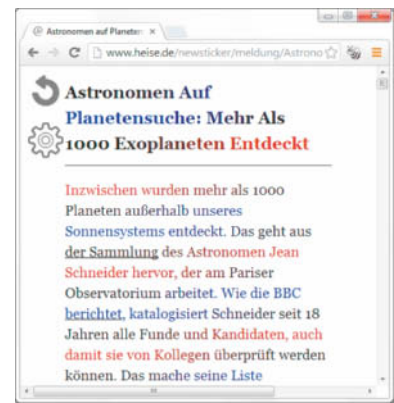 @ Astronomen auf Planeten
www.heise.de/newsticker/meldung/Astrono
Astronomen Auf
Planetensuche: Mehr Als
1000 Exoplaneten Entdeckt
Inzwischen wurden mehr als 1000
Planeten außerhalb unseres
Sonnensystems entdeckt. Das geht aus
der Sammlung des Astronomen Jean
Schneider hervor, der am Pariser
Observatorium arbeitet. Wie die BBC
berichtet, katalogisiert Schneider seit 18
Jahren alle Funde und Kandidaten, auch
damit sie von Kollegen überprüft werden
können. Das mache seine Liste